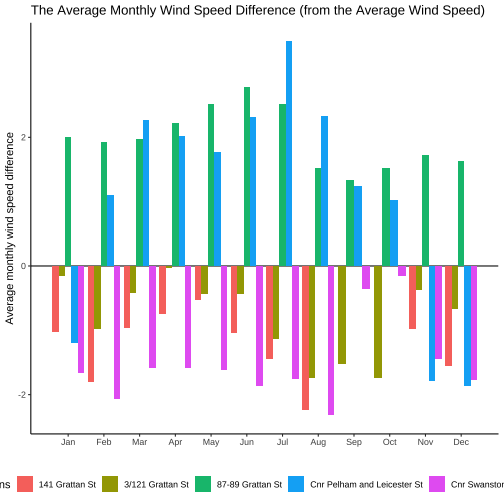 The Average Monthly Wind Speed Difference (from the Average Wind Speed)
Average monthly wind speed difference
2
0
-2
Jan Feb Mar Apr May Jun Jul Aug Sep Oct Nov Dec
ns 141 Grattan St 3/121 Grattan St 87-89 Grattan St Cnr Pelham and Leicester St Cnr Swanston